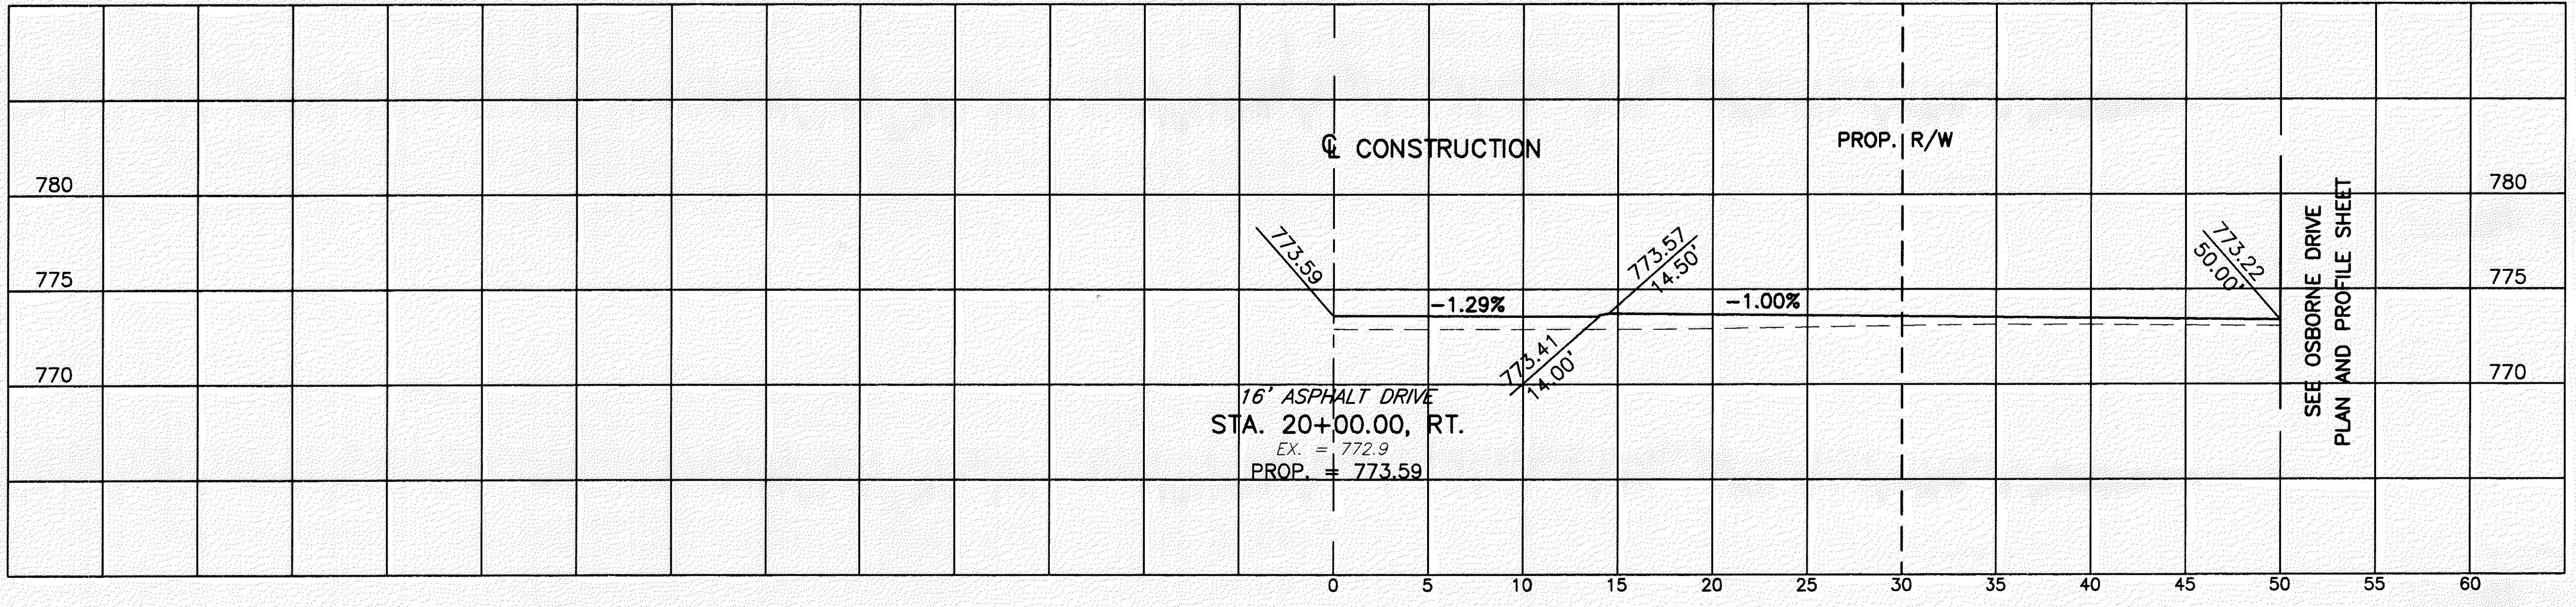 ℄ CONSTRUCTION
PROP. R/W
780
780
773.59
773.57
14.50'
773.22
50.00'
SEE OSBORNE DRIVE
PLAN AND PROFILE SHEET
775
775
-1.29%
-1.00%
773.41
14.00'
770
770
16' ASPHALT DRIVE
STA. 20+00.00, RT.
EX. = 772.9
PROP. = 773.59
0 5 10 15 20 25 30 35 40 45 50 55 60